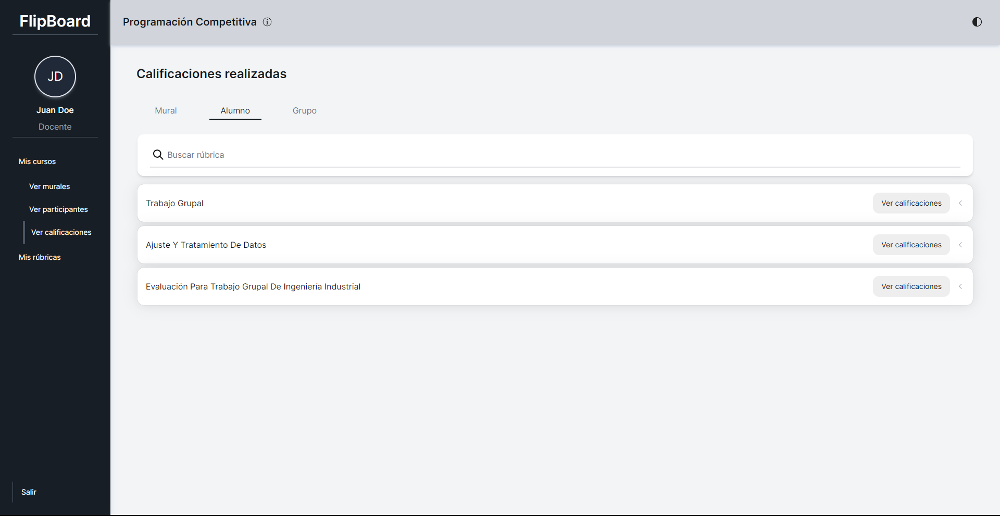 FlipBoard
JD
Juan Doe
Docente
Mis cursos
Ver murales
Ver participantes
Ver calificaciones
Mis rúbricas
Salir
Programación Competitiva
Calificaciones realizadas
Mural Alumno Grupo
Buscar rúbrica
Trabajo Grupal Ver calificaciones
Ajuste Y Tratamiento De Datos Ver calificaciones
Evaluación Para Trabajo Grupal De Ingeniería Industrial Ver calificaciones